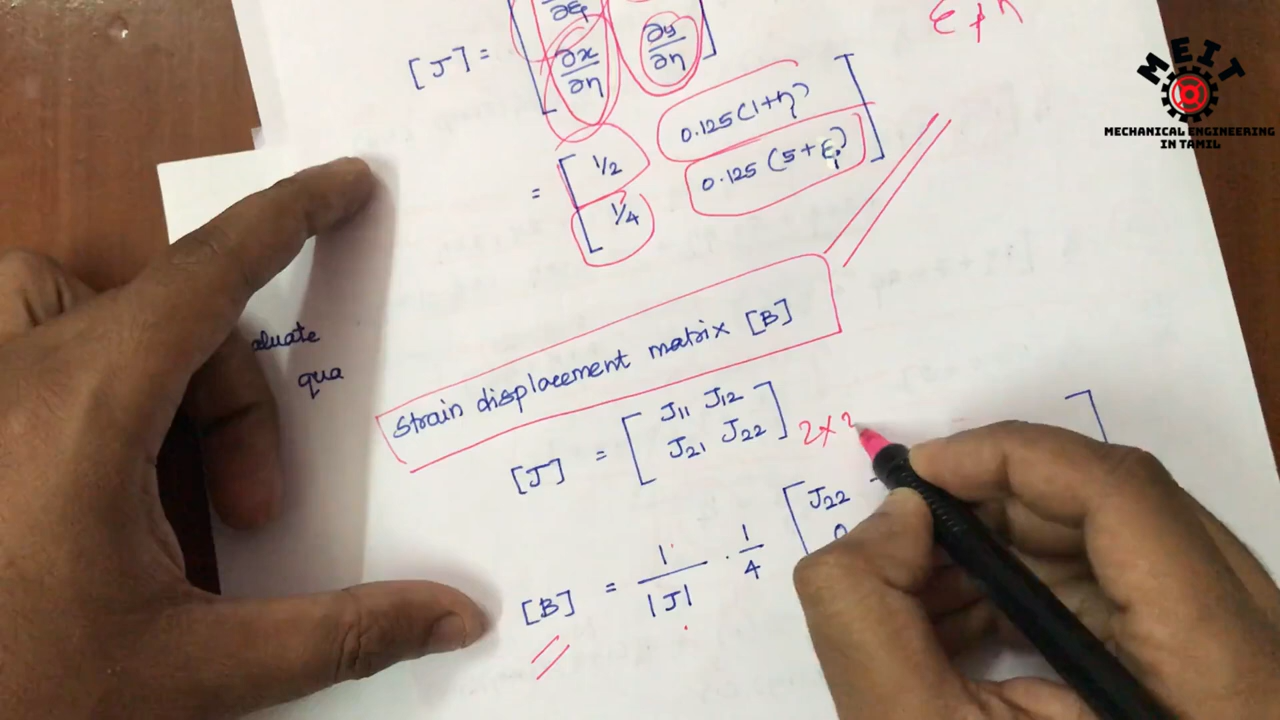 ∂ε
[J] = ∂x/∂η ∂y/∂η
ε, η
= [ 1/2 0.125(1+η)
1/4 0.125(5+ε) ]
MEIT
MECHANICAL ENGINEERING
IN TAMIL
aluate
qua
Strain displacement matrix [B]
[J] = [ J11 J12
J21 J22 ] 2×2
[B] = 1/|J| · 1/4 [ J22
0